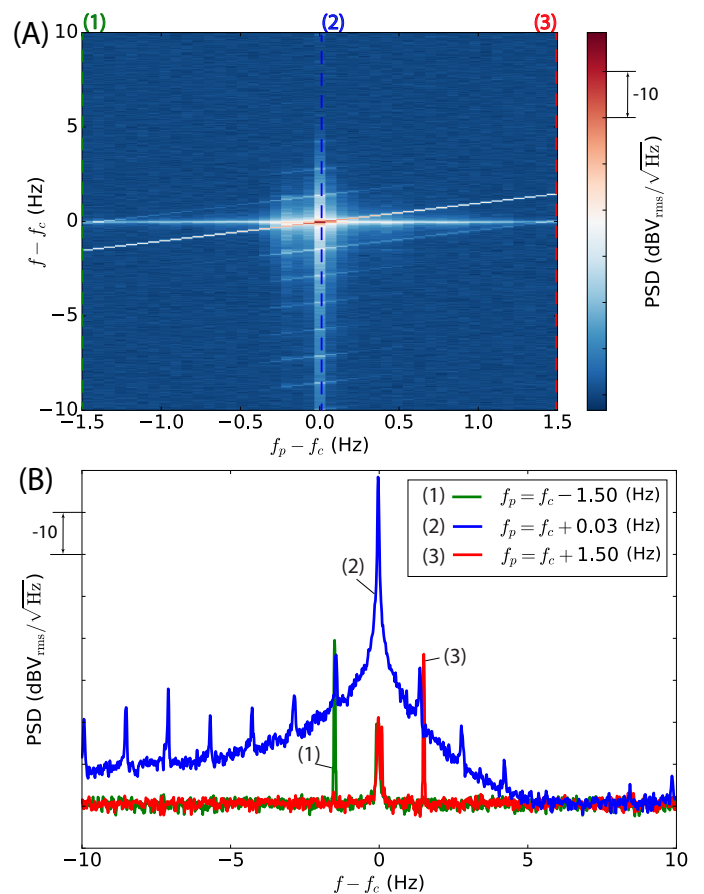 (A)
(1) (2) (3)
10
5
0
−5
−10
f − f_c (Hz)
−1.5 −1.0 −0.5 0.0 0.5 1.0 1.5
f_p − f_c (Hz)
-10
PSD (dBV_rms/√Hz)
(B)
(1) f_p = f_c − 1.50 (Hz)
(2) f_p = f_c + 0.03 (Hz)
(3) f_p = f_c + 1.50 (Hz)
-10
(2)
(3)
(1)
PSD (dBV_rms/√Hz)
−10 −5 0 5 10
f − f_c (Hz)